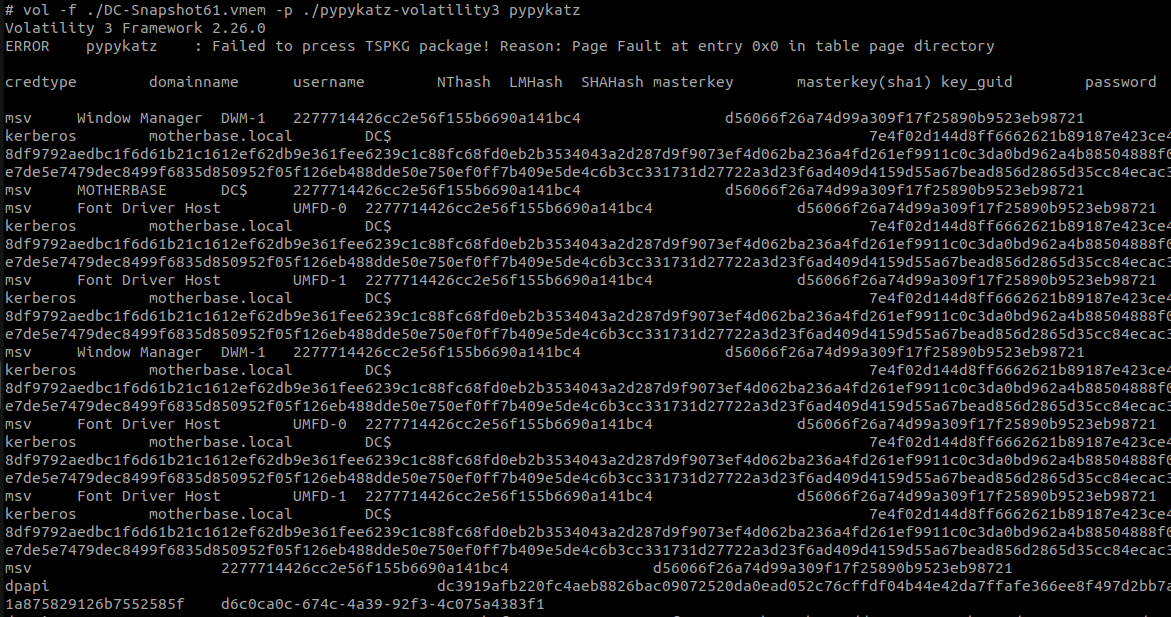 # vol -f ./DC-Snapshot61.vmem -p ./pypykatz-volatility3 pypykatz
Volatility 3 Framework 2.26.0
ERROR    pypykatz    : Failed to prcess TSPKG package! Reason: Page Fault at entry 0x0 in table page directory
credtype domainname username NThash LMHash SHAHash masterkey masterkey(sha1) key_guid password
msv Window Manager DWM-1 2277714426cc2e56f155b6690a141bc4 d56066f26a74d99a309f17f25890b9523eb98721
kerberos motherbase.local DC$ 7e4f02d144d8ff6662621b89187e423ce4
8df9792aedbc1f6d61b21c1612ef62db9e361fee6239c1c88fc68fd0eb2b3534043a2d287d9f9073ef4d062ba236a4fd261ef9911c0c3da0bd962a4b88504888f0
e7de5e7479dec8499f6835d850952f05f126eb488dde50e750ef0ff7b409e5de4c6b3cc331731d27722a3d23f6ad409d4159d55a67bead856d2865d35cc84ecac3
msv MOTHERBASE DC$ 2277714426cc2e56f155b6690a141bc4 d56066f26a74d99a309f17f25890b9523eb98721
msv Font Driver Host UMFD-0 2277714426cc2e56f155b6690a141bc4 d56066f26a74d99a309f17f25890b9523eb98721
kerberos motherbase.local DC$ 7e4f02d144d8ff6662621b89187e423ce4
8df9792aedbc1f6d61b21c1612ef62db9e361fee6239c1c88fc68fd0eb2b3534043a2d287d9f9073ef4d062ba236a4fd261ef9911c0c3da0bd962a4b88504888f0
e7de5e7479dec8499f6835d850952f05f126eb488dde50e750ef0ff7b409e5de4c6b3cc331731d27722a3d23f6ad409d4159d55a67bead856d2865d35cc84ecac3
msv Font Driver Host UMFD-1 2277714426cc2e56f155b6690a141bc4 d56066f26a74d99a309f17f25890b9523eb98721
kerberos motherbase.local DC$ 7e4f02d144d8ff6662621b89187e423ce4
8df9792aedbc1f6d61b21c1612ef62db9e361fee6239c1c88fc68fd0eb2b3534043a2d287d9f9073ef4d062ba236a4fd261ef9911c0c3da0bd962a4b88504888f0
e7de5e7479dec8499f6835d850952f05f126eb488dde50e750ef0ff7b409e5de4c6b3cc331731d27722a3d23f6ad409d4159d55a67bead856d2865d35cc84ecac3
msv Window Manager DWM-1 2277714426cc2e56f155b6690a141bc4 d56066f26a74d99a309f17f25890b9523eb98721
kerberos motherbase.local DC$ 7e4f02d144d8ff6662621b89187e423ce4
8df9792aedbc1f6d61b21c1612ef62db9e361fee6239c1c88fc68fd0eb2b3534043a2d287d9f9073ef4d062ba236a4fd261ef9911c0c3da0bd962a4b88504888f0
e7de5e7479dec8499f6835d850952f05f126eb488dde50e750ef0ff7b409e5de4c6b3cc331731d27722a3d23f6ad409d4159d55a67bead856d2865d35cc84ecac3
msv Font Driver Host UMFD-0 2277714426cc2e56f155b6690a141bc4 d56066f26a74d99a309f17f25890b9523eb98721
kerberos motherbase.local DC$ 7e4f02d144d8ff6662621b89187e423ce4
8df9792aedbc1f6d61b21c1612ef62db9e361fee6239c1c88fc68fd0eb2b3534043a2d287d9f9073ef4d062ba236a4fd261ef9911c0c3da0bd962a4b88504888f0
e7de5e7479dec8499f6835d850952f05f126eb488dde50e750ef0ff7b409e5de4c6b3cc331731d27722a3d23f6ad409d4159d55a67bead856d2865d35cc84ecac3
msv Font Driver Host UMFD-1 2277714426cc2e56f155b6690a141bc4 d56066f26a74d99a309f17f25890b9523eb98721
kerberos motherbase.local DC$ 7e4f02d144d8ff6662621b89187e423ce4
8df9792aedbc1f6d61b21c1612ef62db9e361fee6239c1c88fc68fd0eb2b3534043a2d287d9f9073ef4d062ba236a4fd261ef9911c0c3da0bd962a4b88504888f0
e7de5e7479dec8499f6835d850952f05f126eb488dde50e750ef0ff7b409e5de4c6b3cc331731d27722a3d23f6ad409d4159d55a67bead856d2865d35cc84ecac3
msv 2277714426cc2e56f155b6690a141bc4 d56066f26a74d99a309f17f25890b9523eb98721
dpapi dc3919afb220fc4aeb8826bac09072520da0ead052c76cffdf04b44e42da7ffafe366ee8f497d2bb7a
1a875829126b7552585f d6c0ca0c-674c-4a39-92f3-4c075a4383f1